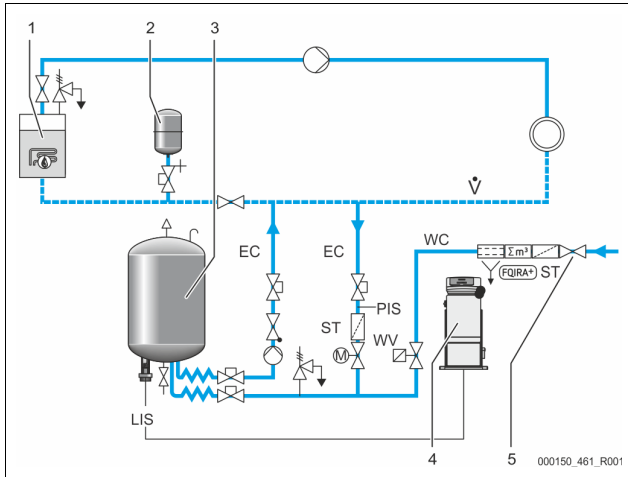 1
2
3
V̇
EC
EC
WC
Σm³
FQIRA+
ST
PIS
ST
M
WV
LIS
4
5
000150_461_R001